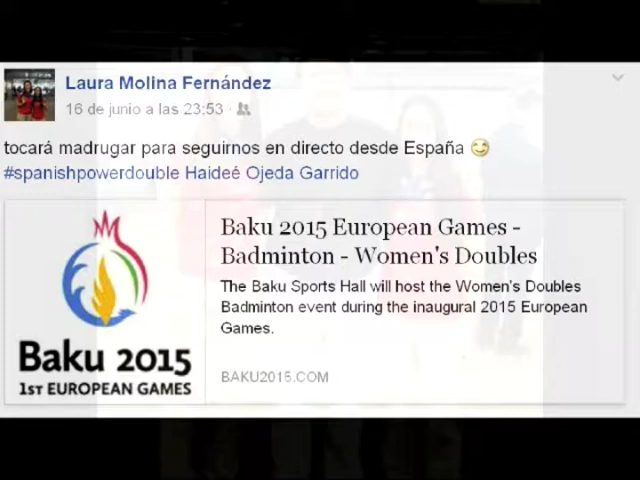 Laura Molina Fernández
16 de junio a las 23:53 ·
tocará madrugar para seguirnos en directo desde España
#spanishpowerdouble Haideé Ojeda Garrido
Baku 2015 European Games -
Badminton - Women's Doubles
The Baku Sports Hall will host the Women's Doubles
Badminton event during the inaugural 2015 European
Games.
BAKU2015.COM
Baku 2015
1ST EUROPEAN GAMES